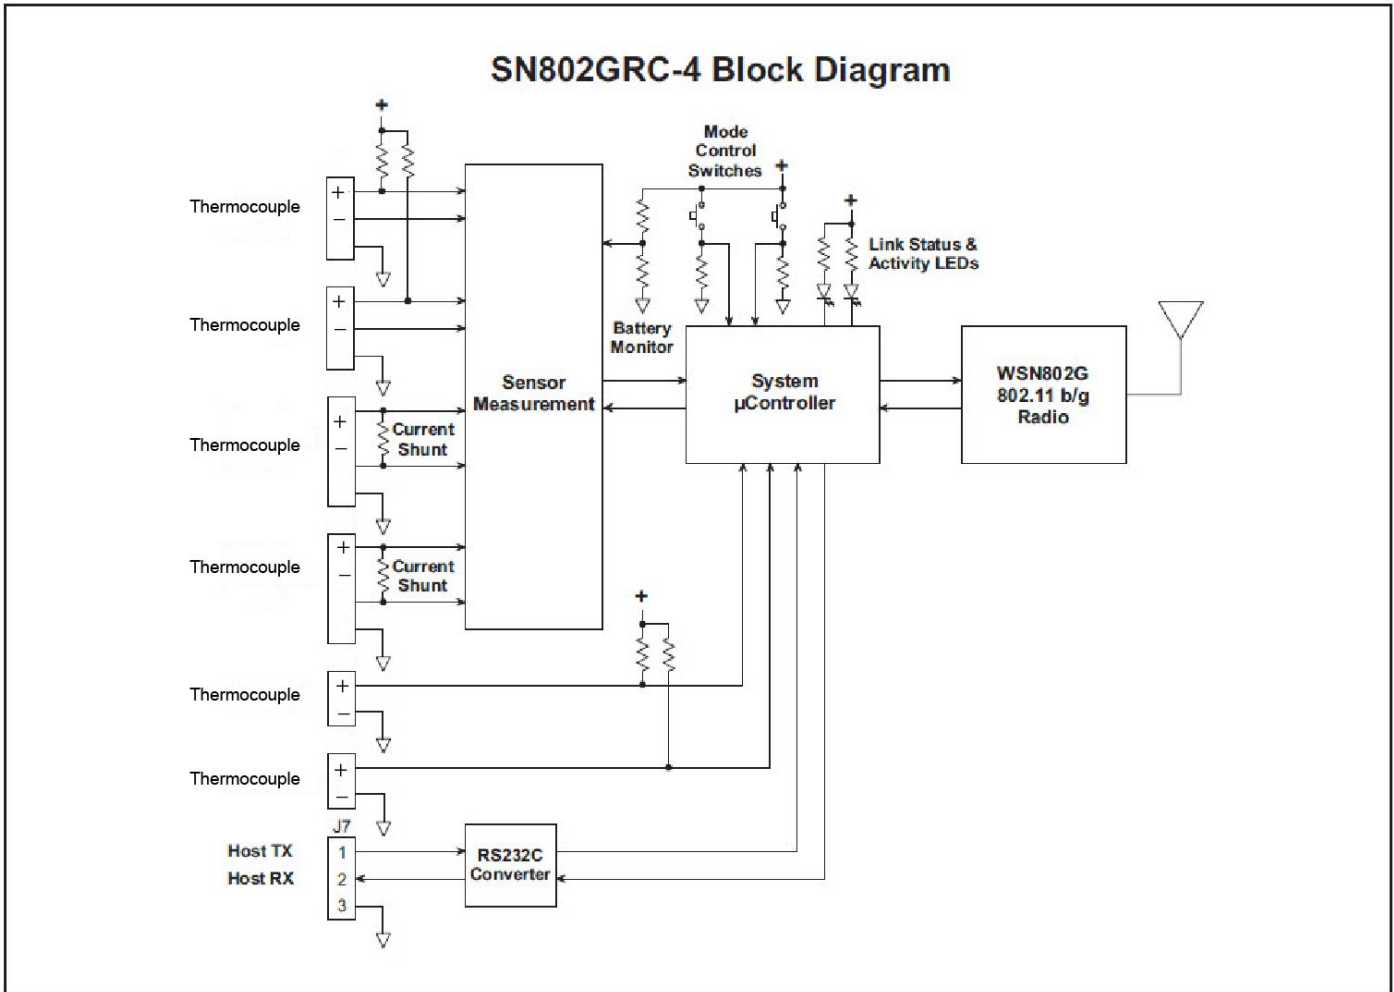 SN802GRC-4 Block Diagram
+
Mode
Control
Switches
+
+
Link Status &
Activity LEDs
Thermocouple
+
−
Thermocouple
+
−
Battery
Monitor
Sensor
Measurement
System
µController
WSN802G
802.11 b/g
Radio
Thermocouple
+
−
Current
Shunt
Thermocouple
+
−
Current
Shunt
+
Thermocouple
+
−
Thermocouple
+
−
J7
Host TX
1
Host RX
2
3
RS232C
Converter